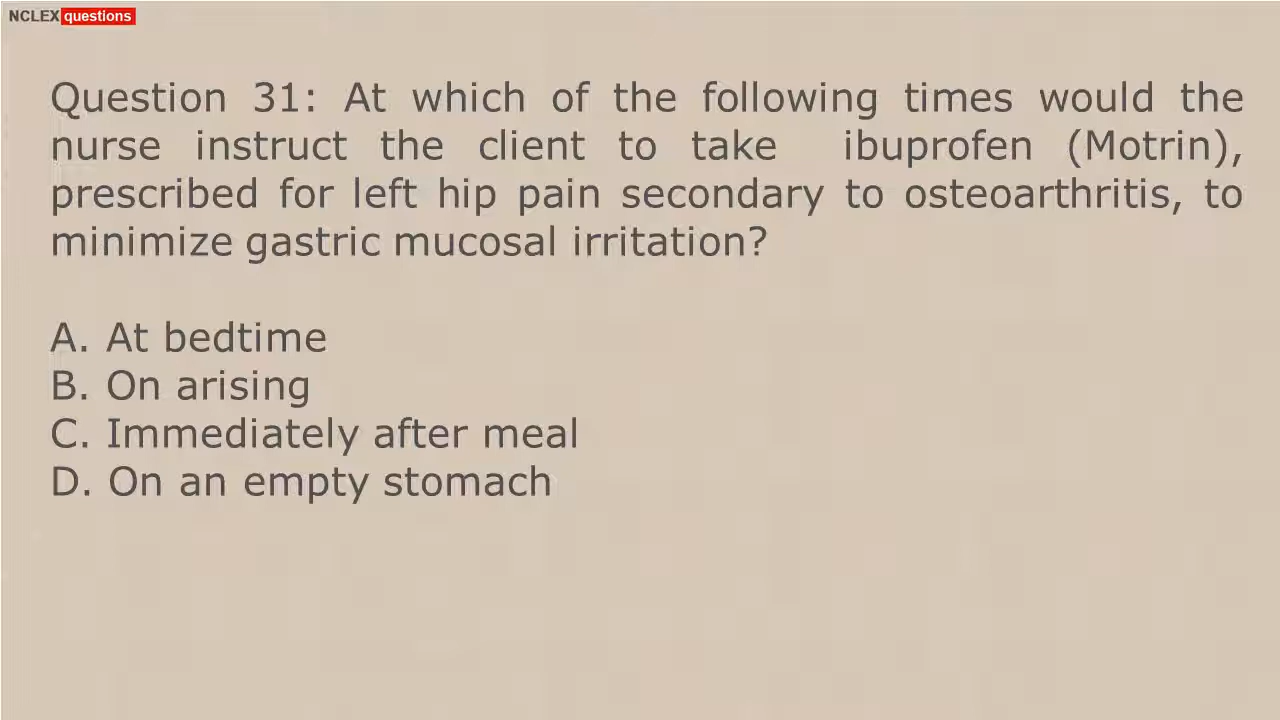 NCLEX questions
Question 31: At which of the following times would the
nurse instruct the client to take ibuprofen (Motrin),
prescribed for left hip pain secondary to osteoarthritis, to
minimize gastric mucosal irritation?
A. At bedtime
B. On arising
C. Immediately after meal
D. On an empty stomach